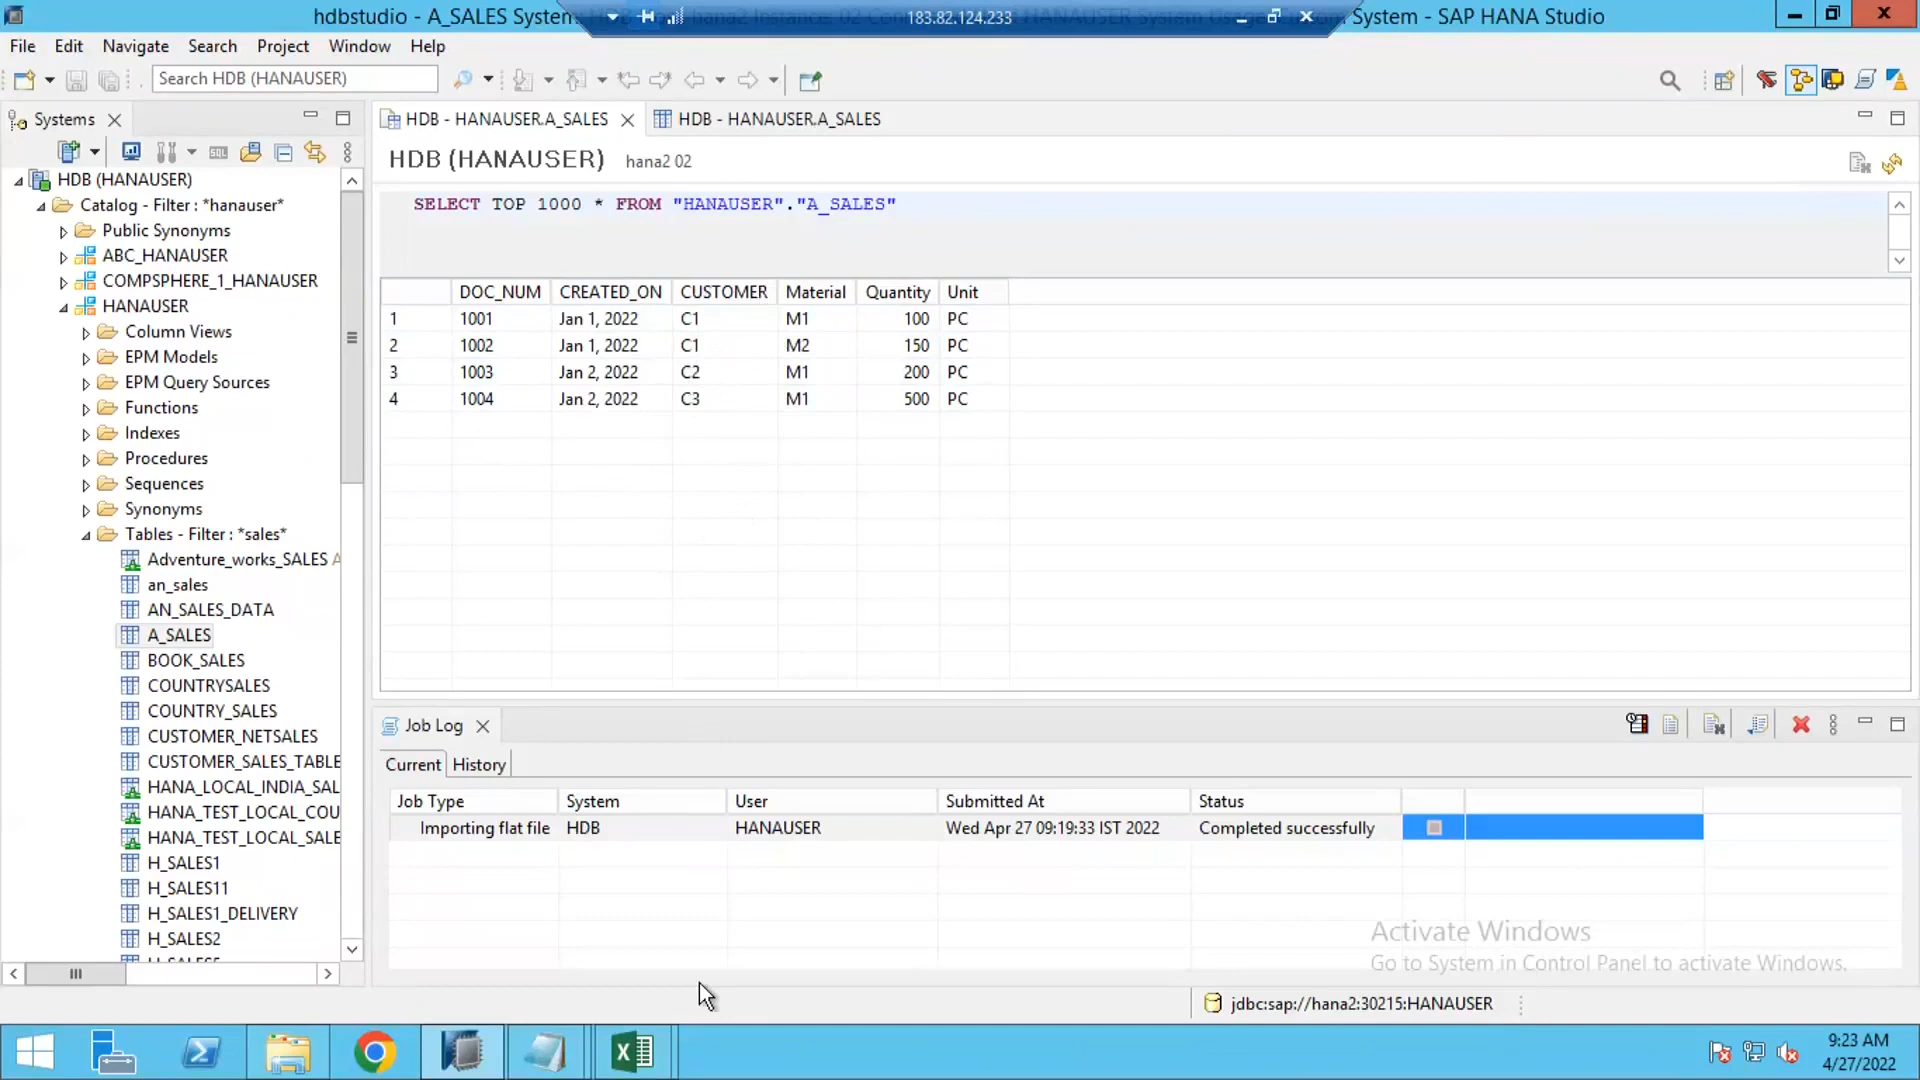 hdbstudio - A_SALES System
183.82.124.233
System - SAP HANA Studio
File Edit Navigate Search Project Window Help
Search HDB (HANAUSER)
Systems
HDB (HANAUSER)
Catalog - Filter : *hanauser*
Public Synonyms
ABC_HANAUSER
COMPSPHERE_1_HANAUSER
HANAUSER
Column Views
EPM Models
EPM Query Sources
Functions
Indexes
Procedures
Sequences
Synonyms
Tables - Filter : *sales*
Adventure_works_SALES
an_sales
AN_SALES_DATA
A_SALES
BOOK_SALES
COUNTRYSALES
COUNTRY_SALES
CUSTOMER_NETSALES
CUSTOMER_SALES_TABLE
HANA_LOCAL_INDIA_SAL
HANA_TEST_LOCAL_COU
HANA_TEST_LOCAL_SALE
H_SALES1
H_SALES11
H_SALES1_DELIVERY
H_SALES2
HDB - HANAUSER.A_SALES
HDB - HANAUSER.A_SALES
HDB (HANAUSER) hana2 02
SELECT TOP 1000 * FROM "HANAUSER"."A_SALES"
DOC_NUM CREATED_ON CUSTOMER Material Quantity Unit
1 1001 Jan 1, 2022 C1 M1 100 PC
2 1002 Jan 1, 2022 C1 M2 150 PC
3 1003 Jan 2, 2022 C2 M1 200 PC
4 1004 Jan 2, 2022 C3 M1 500 PC
Job Log
Current History
Job Type System User Submitted At Status
Importing flat file HDB HANAUSER Wed Apr 27 09:19:33 IST 2022 Completed successfully
Activate Windows
Go to System in Control Panel to activate Windows.
jdbc:sap://hana2:30215:HANAUSER
9:23 AM
4/27/2022